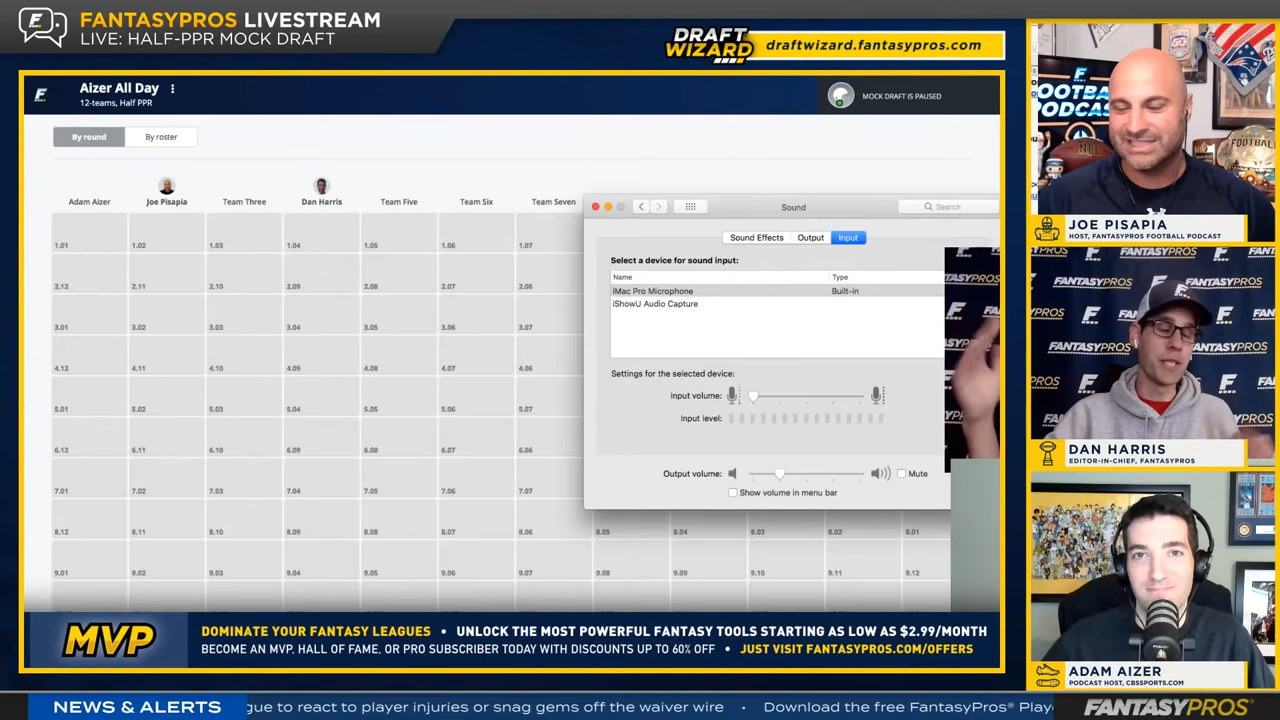 FANTASYPROS LIVESTREAM
LIVE: HALF-PPR MOCK DRAFT
DRAFT
WIZARD
draftwizard.fantasypros.com
Aizer All Day
12-teams, Half PPR
MOCK DRAFT IS PAUSED
By round By roster
Adam Aizer Joe Pisapia Team Three Dan Harris Team Five Team Six Team Seven
1.01 1.02 1.03 1.04 1.05 1.06 1.07
2.12 2.11 2.10 2.09 2.08 2.07 2.06
3.01 3.02 3.03 3.04 3.05 3.06 3.07
4.12 4.11 4.10 4.09 4.08 4.07 4.06
5.01 5.02 5.03 5.04 5.05 5.06 5.07
6.12 6.11 6.10 6.09 6.08 6.07 6.06
7.01 7.02 7.03 7.04 7.05 7.06 7.07
8.12 8.11 8.10 8.09 8.08 8.07 8.06 8.05 8.04 8.03 8.02 8.01
9.01 9.02 9.03 9.04 9.05 9.06 9.07 9.08 9.09 9.10 9.11 9.12
Sound
Search
Sound Effects Output Input
Select a device for sound input:
Name Type
iMac Pro Microphone Built-in
iShowU Audio Capture
Settings for the selected device:
Input volume:
Input level:
Output volume: Mute
Show volume in menu bar
JOE PISAPIA
HOST, FANTASYPROS FOOTBALL PODCAST
DAN HARRIS
EDITOR-IN-CHIEF, FANTASYPROS
ADAM AIZER
PODCAST HOST, CBSSPORTS.COM
MVP
DOMINATE YOUR FANTASY LEAGUES • UNLOCK THE MOST POWERFUL FANTASY TOOLS STARTING AS LOW AS $2.99/MONTH
BECOME AN MVP, HALL OF FAME, OR PRO SUBSCRIBER TODAY WITH DISCOUNTS UP TO 60% OFF • JUST VISIT FANTASYPROS.COM/OFFERS
NEWS & ALERTS
gue to react to player injuries or snag gems off the waiver wire • Download the free FantasyPros® Playe
FANTASYPROS